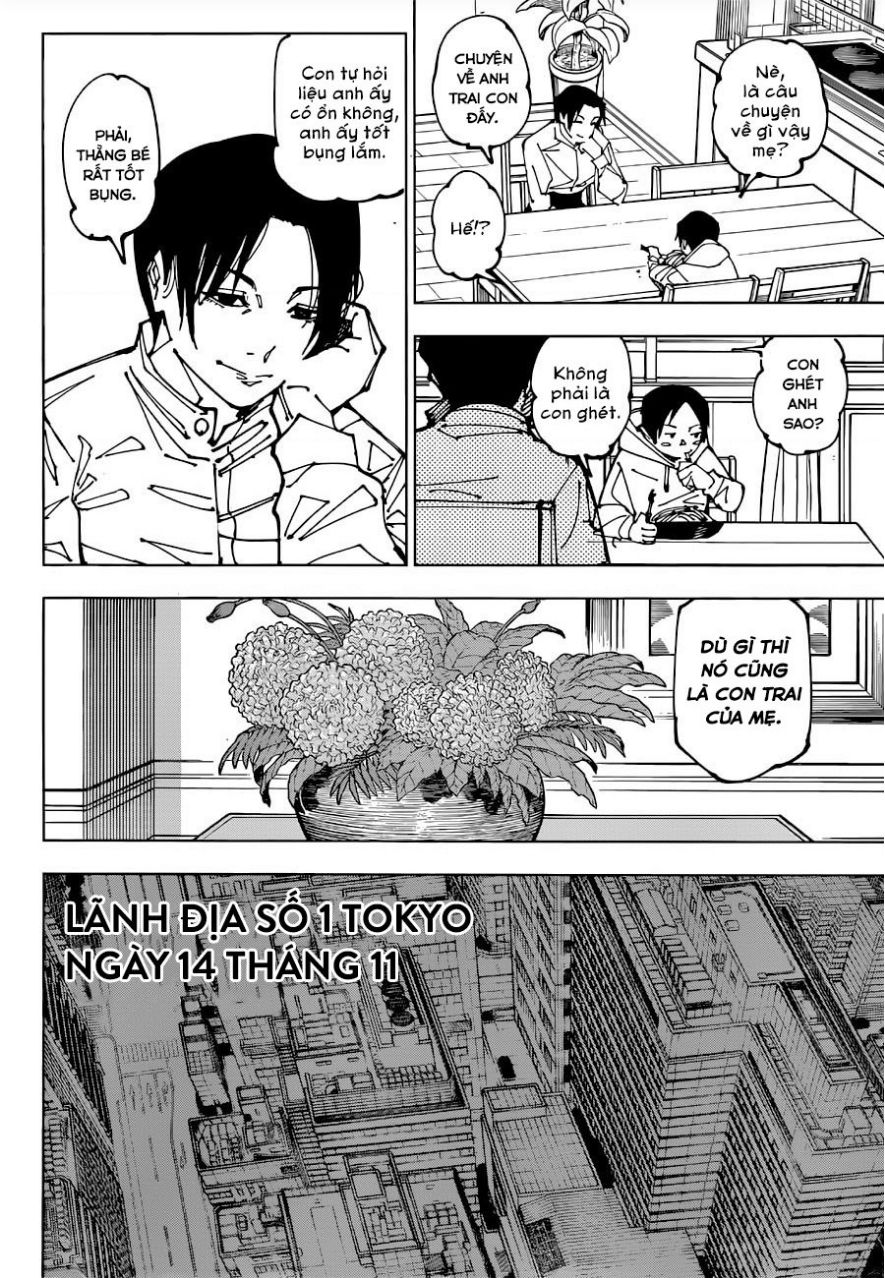 Nè,
là câu
chuyện
về gì vậy
mẹ?
CHUYỆN
VỀ ANH
TRAI CON
ĐẤY.
Hế!?
Con tự hỏi
liệu anh ấy
có ổn không,
anh ấy tốt
bụng lắm.
PHẢI,
THẰNG BÉ
RẤT TỐT
BỤNG.
CON
GHÉT
ANH
SAO?
Không
phải là
con ghét.
DÙ GÌ THÌ
NÓ CŨNG
LÀ CON TRAI
CỦA MẸ.
LÃNH ĐỊA SỐ 1 TOKYO
NGÀY 14 THÁNG 11